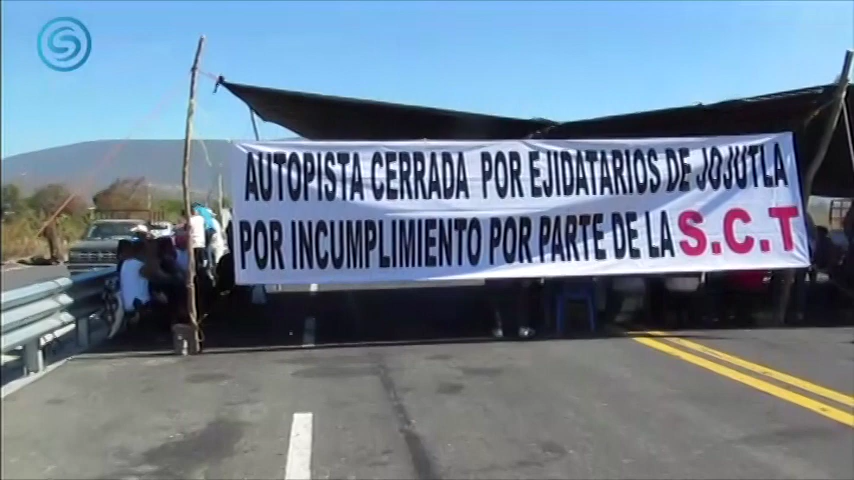 AUTOPISTA CERRADA POR EJIDATARIOS DE JOJUTLA
POR INCUMPLIMIENTO POR PARTE DE LA S.C.T